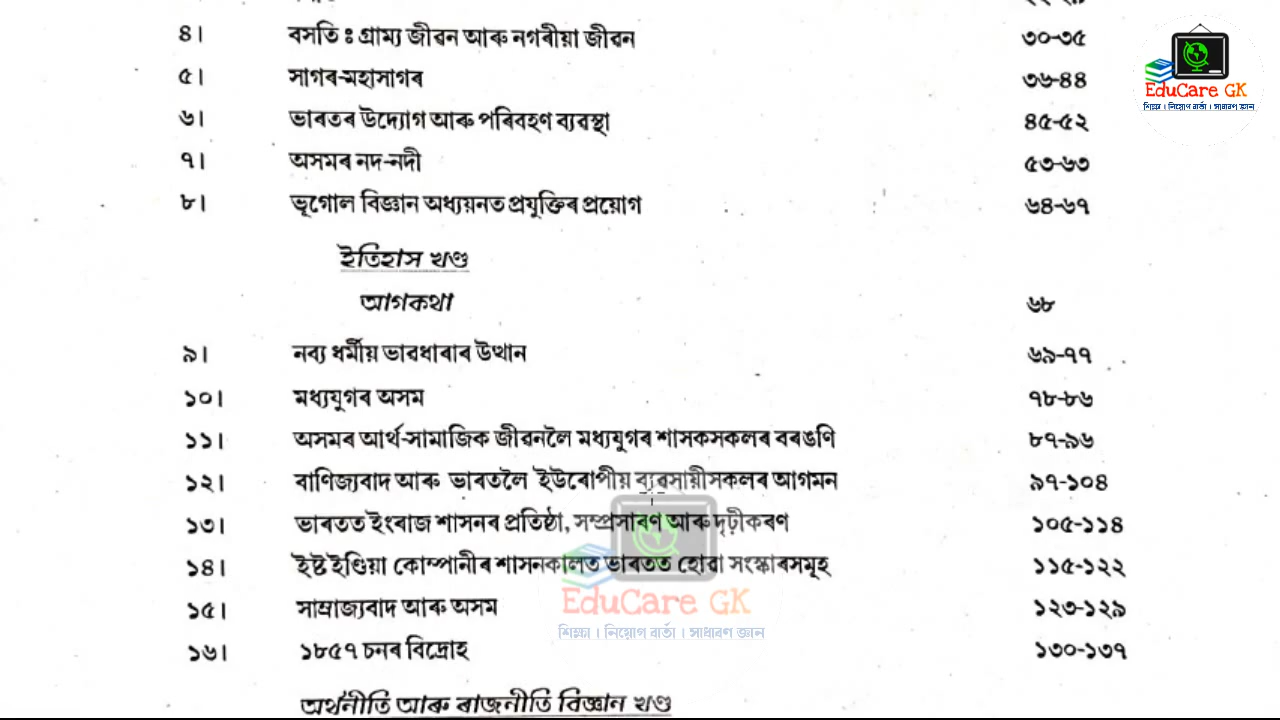 ৪। বসতি ঃ গ্ৰাম্য জীৱন আৰু নগৰীয়া জীৱন ৩০-৩৫
৫। সাগৰ-মহাসাগৰ ৩৬-৪৪
৬। ভাৰতৰ উদ্যোগ আৰু পৰিবহণ ব্যৱস্থা ৪৫-৫২
৭। অসমৰ নদ-নদী ৫৩-৬৩
৮। ভূগোল বিজ্ঞান অধ্যয়নত প্ৰযুক্তিৰ প্ৰয়োগ ৬৪-৬৭
ইতিহাস খণ্ড
আগকথা ৬৮
৯। নব্য ধৰ্মীয় ভাৱধাৰাৰ উত্থান ৬৯-৭৭
১০। মধ্যযুগৰ অসম ৭৮-৮৬
১১। অসমৰ আৰ্থ-সামাজিক জীৱনলৈ মধ্যযুগৰ শাসকসকলৰ বৰঙণি ৮৭-৯৬
১২। বাণিজ্যবাদ আৰু ভাৰতলৈ ইউৰোপীয় ব্যৱসায়ীসকলৰ আগমন ৯৭-১০৪
১৩। ভাৰতত ইংৰাজ শাসনৰ প্ৰতিষ্ঠা, সম্প্ৰসাৰণ আৰু দৃঢ়ীকৰণ ১০৫-১১৪
১৪। ইষ্ট ইণ্ডিয়া কোম্পানীৰ শাসনকালত ভাৰতত হোৱা সংস্কাৰসমূহ ১১৫-১২২
১৫। সাম্ৰাজ্যবাদ আৰু অসম ১২৩-১২৯
১৬। ১৮৫৭ চনৰ বিদ্ৰোহ ১৩০-১৩৭
অৰ্থনীতি আৰু ৰাজনীতি বিজ্ঞান খণ্ড
EduCare GK
শিক্ষা । নিয়োগ বাৰ্তা । সাধাৰণ জ্ঞান
EduCare GK
শিক্ষা । নিয়োগ বাৰ্তা । সাধাৰণ জ্ঞান